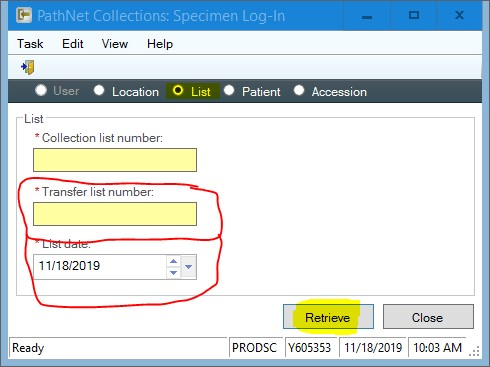 PathNet Collections: Specimen Log-In
Task Edit View Help
User Location List Patient Accession
List
* Collection list number:
* Transfer list number:
* List date:
11/18/2019
Retrieve Close
Ready PRODSC Y605353 11/18/2019 10:03 AM